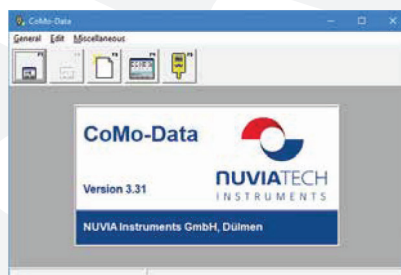 CoMo-Data
General Edit Miscellaneous
CoMo-Data
Version 3.31
NUVIATECH
INSTRUMENTS
NUVIA Instruments GmbH, Dülmen